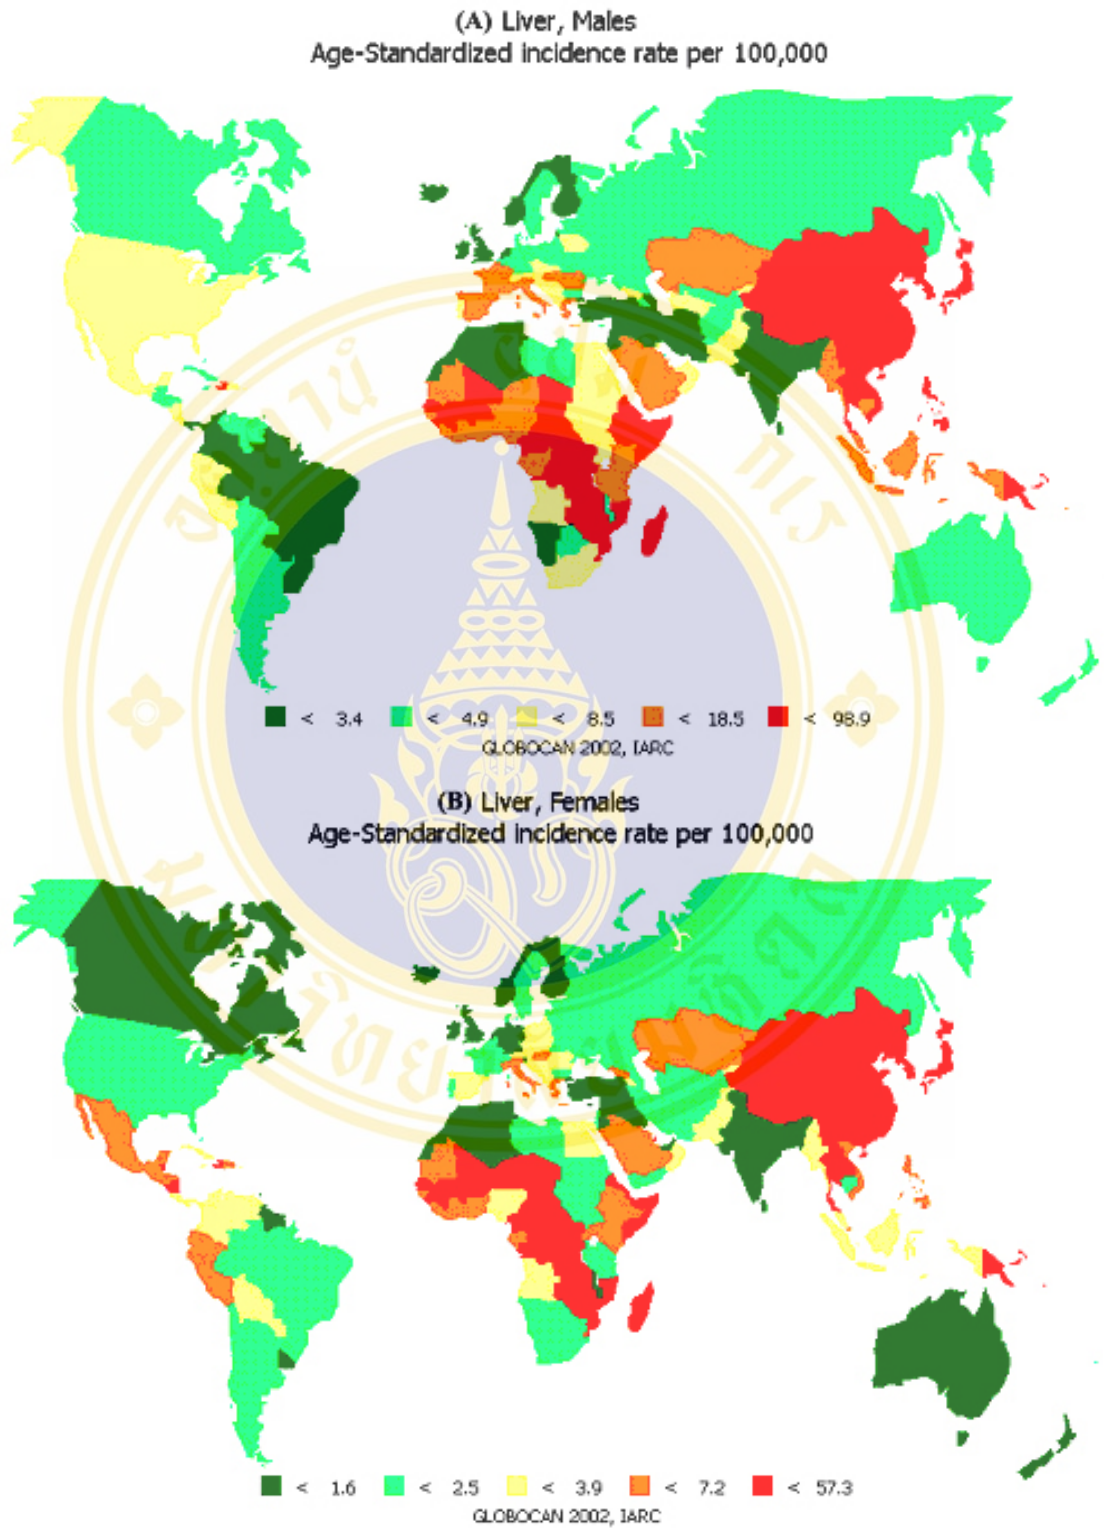 (A) Liver, Males
Age-Standardized incidence rate per 100,000
< 3.4 < 4.9 < 8.5 < 18.5 < 98.9
GLOBOCAN 2002, IARC
(B) Liver, Females
Age-Standardized incidence rate per 100,000
< 1.6 < 2.5 < 3.9 < 7.2 < 57.3
GLOBOCAN 2002, IARC